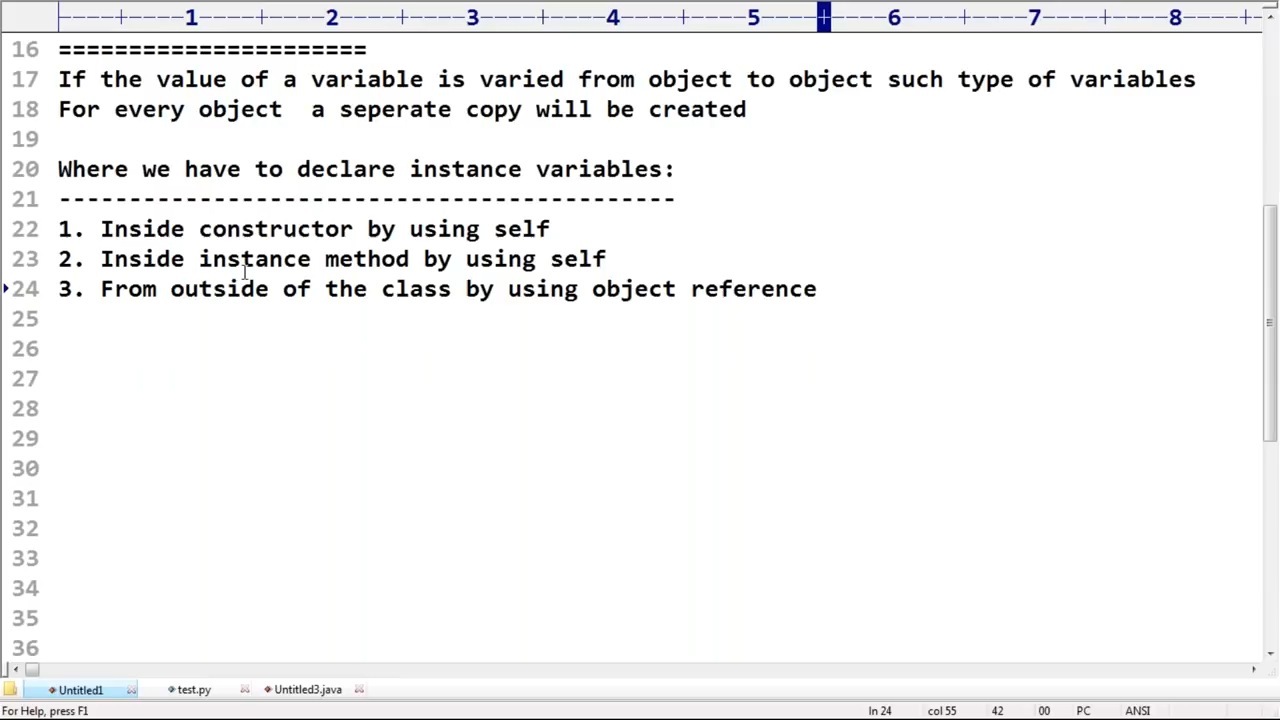 1 2 3 4 5 6 7 8
16 ======================
17 If the value of a variable is varied from object to object such type of variables
18 For every object  a seperate copy will be created
19
20 Where we have to declare instance variables:
21 --------------------------------------------
22 1. Inside constructor by using self
23 2. Inside instance method by using self
24 3. From outside of the class by using object reference
25
26
27
28
29
30
31
32
33
34
35
36
Untitled1 test.py Untitled3.java
For Help, press F1 ln 24 col 55 42 00 PC ANSI